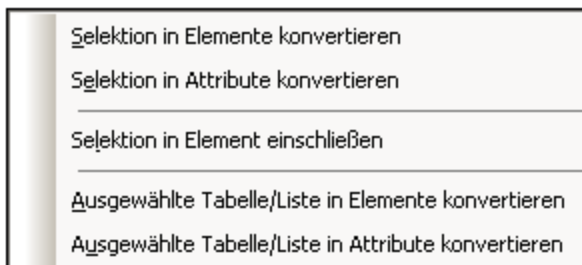 Selektion in Elemente konvertieren
Selektion in Attribute konvertieren
Selektion in Element einschließen
Ausgewählte Tabelle/Liste in Elemente konvertieren
Ausgewählte Tabelle/Liste in Attribute konvertieren